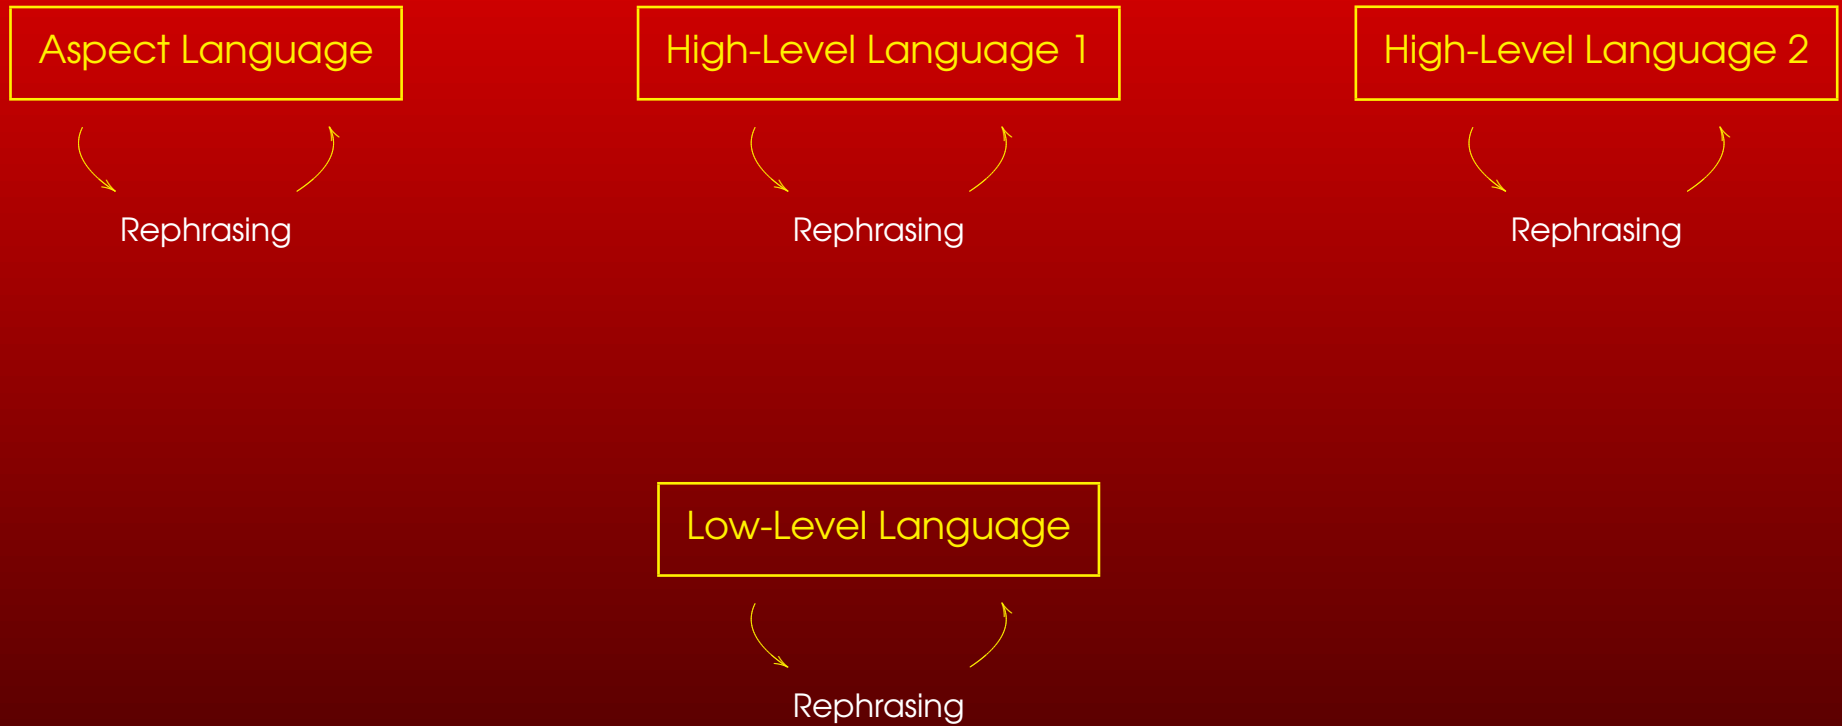 Aspect Language
High-Level Language 1
High-Level Language 2
Rephrasing
Rephrasing
Rephrasing
Low-Level Language
Rephrasing